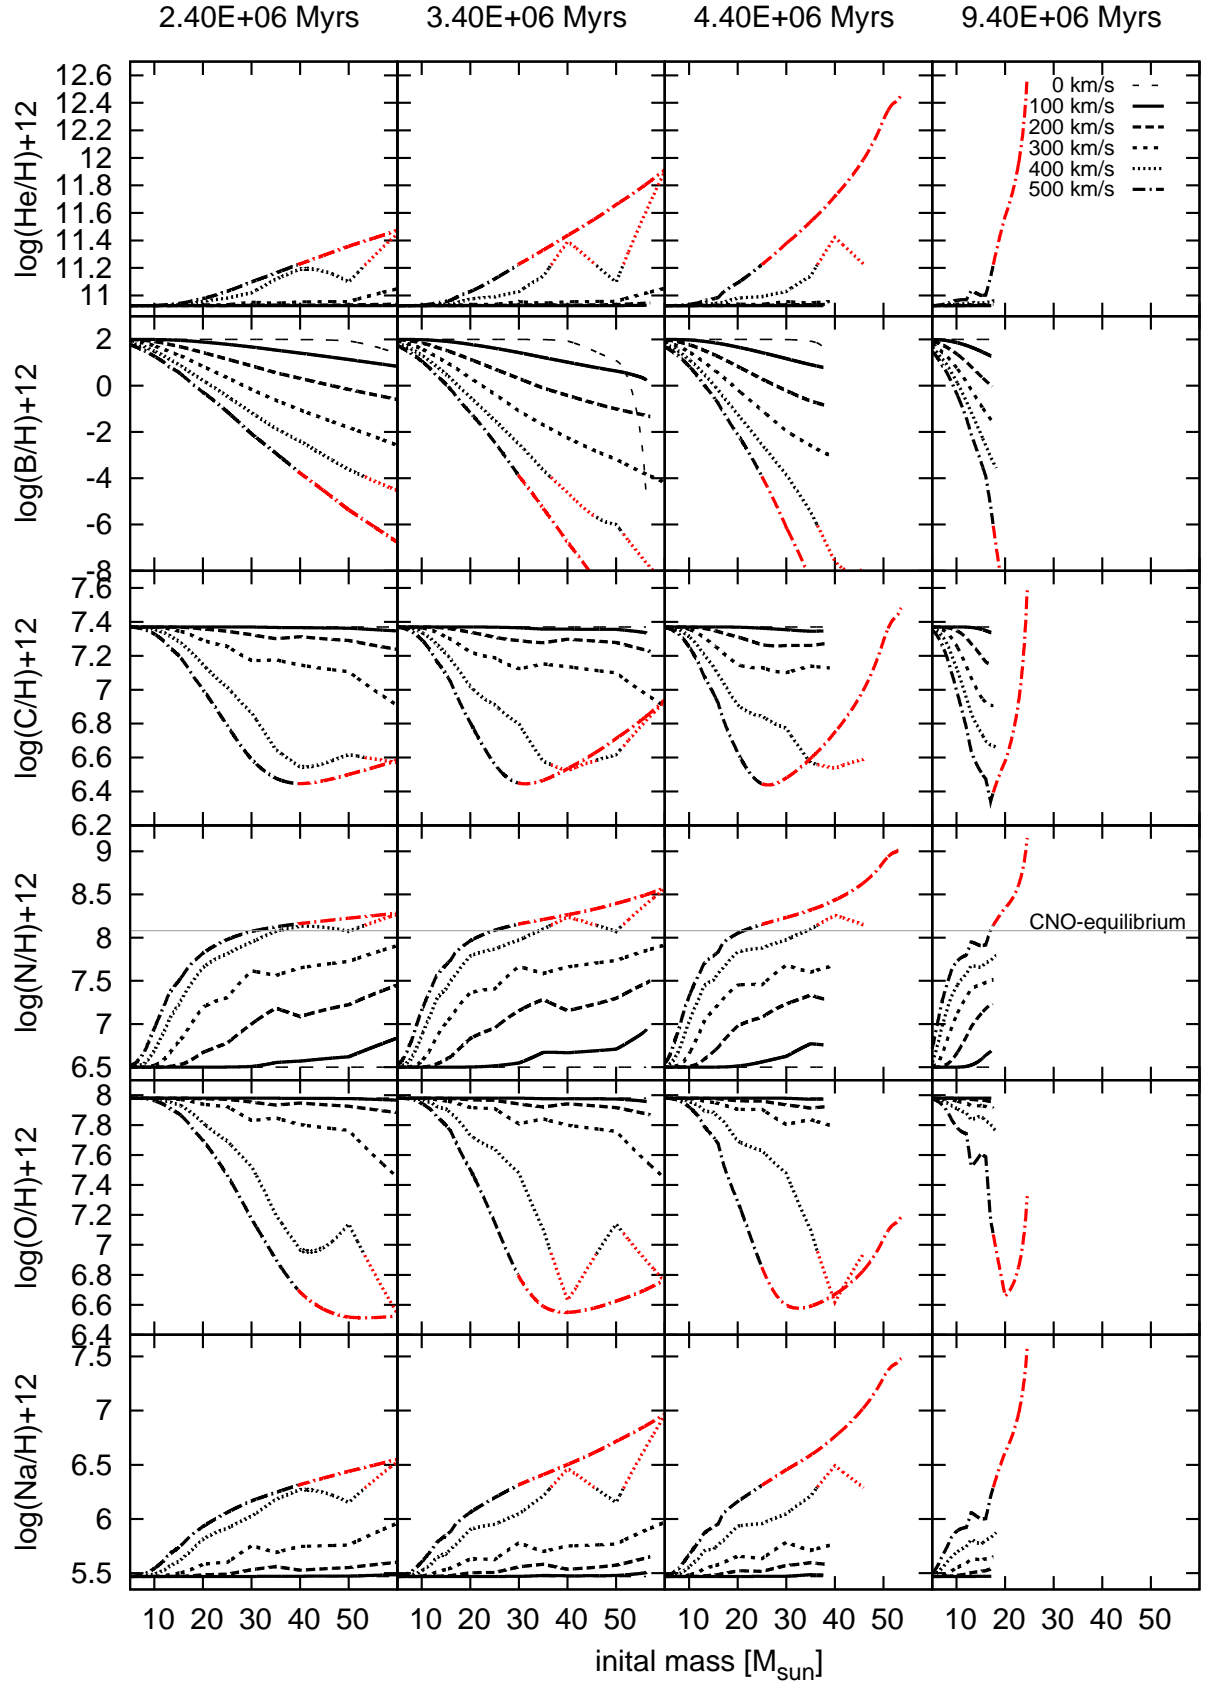 2.40E+06 Myrs 3.40E+06 Myrs 4.40E+06 Myrs 9.40E+06 Myrs
log(He/H)+12
12.6
12.4
12.2
12
11.8
11.6
11.4
11.2
11
0 km/s
100 km/s
200 km/s
300 km/s
400 km/s
500 km/s
log(B/H)+12
2
0
-2
-4
-6
-8
log(C/H)+12
7.6
7.4
7.2
7
6.8
6.6
6.4
6.2
log(N/H)+12
9
8.5
8
7.5
7
6.5
CNO-equilibrium
log(O/H)+12
8
7.8
7.6
7.4
7.2
7
6.8
6.6
6.4
log(Na/H)+12
7.5
7
6.5
6
5.5
10 20 30 40 50 10 20 30 40 50 10 20 30 40 50 10 20 30 40 50
inital mass [M_sun]